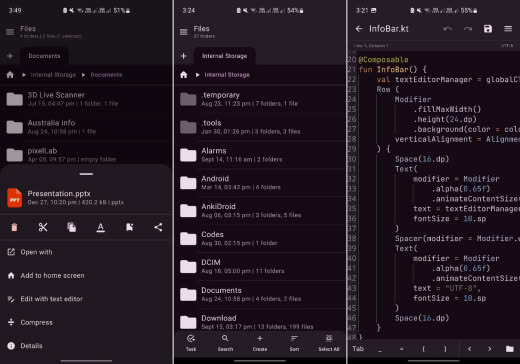 3:49
51%
Files
4 folders | 2 files (1 selected)
Documents
Internal Storage
Documents
3D Live Scanner
Jul 15, 04:47 pm | 1 folder, 1 file
Australia info
Aug 24, 10:58 pm | 1 file
pixelLab
Apr 08, 09:57 pm | empty folder
PPT
Presentation.pptx
Dec 27, 10:20 pm | 420.2 kB | pptx
Open with
Add to home screen
Edit with text editor
Compress
Details
3:24
54%
Files
Internal Storage
Internal Storage
.temporary
Aug 23, 11:23 pm | 7 folders, 1 file
.tools
Jan 30, 01:26 pm | 3 folders, 3 files
Alarms
Sept 14, 11:16 am | 2 folders
Android
Mar 14, 03:42 pm | 4 folders
AnkiDroid
Aug 06, 03:15 pm | 3 folders, 5 files
Codes
Aug 30, 02:15 pm | 1 folder
DCIM
Aug 18, 05:00 pm | 11 folders
Documents
Aug 24, 10:58 pm | 4 folders, 2 files
Download
Sept 15, 03:17 pm | 13 folders, 199 files
Task
Search
Create
Sort
Select All
3:21
55%
InfoBar.kt
UTF-8
20 @Composable
21 fun InfoBar() {
22 val textEditorManager = globalCl
23 Row (
24 Modifier
25 .fillMaxWidth()
26 .height(24.dp)
27 .background(color = colo
28 verticalAlignment = Alignme
29 ) {
30 Space(16.dp)
31 Text(
32 modifier = Modifier
33 .alpha(0.65f)
34 .animateContentSize(
35 text = textEditorManager
36 fontSize = 10.sp
37 )
38 Spacer(modifier = Modifier.w
39 Text(
40 modifier = Modifier
41 .alpha(0.65f)
42 .animateContentSize(
43 text = "UTF-8",
44 fontSize = 10.sp
45 )
46 Space(16.dp)
47 }
48 }
Tab _ = ( ) < >